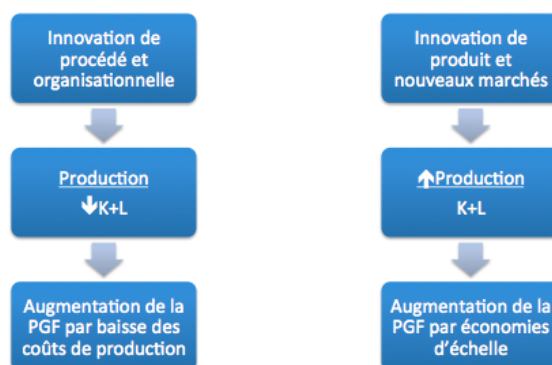 Innovation de
procédé et
organisationnelle
Production
🡇K+L
Augmentation de la
PGF par baisse des
coûts de production
Innovation de
produit et
nouveaux marchés
🡅Production
K+L
Augmentation de la
PGF par économies
d'échelle